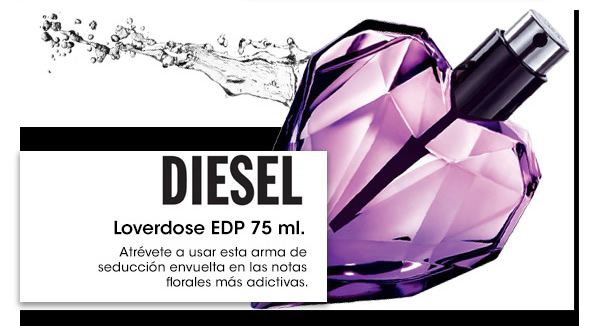 DIESEL
Loverdose EDP 75 ml.
Atrévete a usar esta arma de
seducción envuelta en las notas
florales más adictivas.